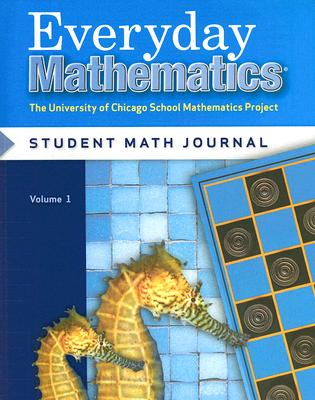 Everyday
Mathematics®
The University of Chicago School Mathematics Project
STUDENT MATH JOURNAL
Volume 1